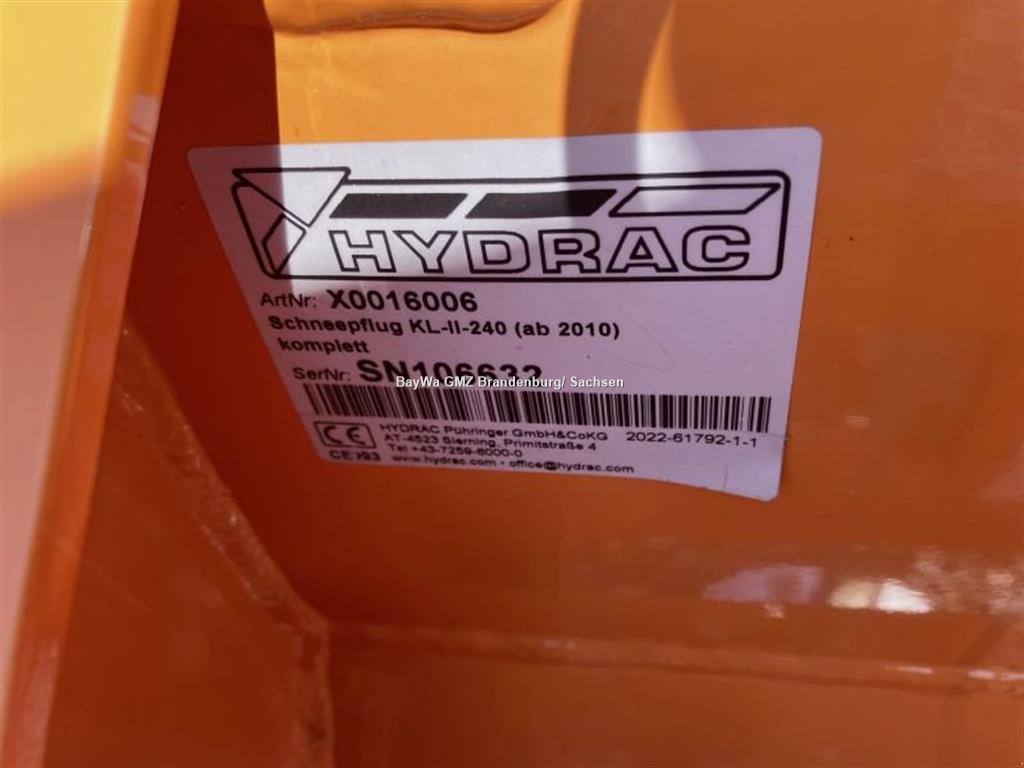 HYDRAC
ArtNr: X0016006
Schneepflug KL-II-240 (ab 2010)
komplett
SerNr: SN106632
BayWa GMZ Brandenburg/ Sachsen
HYDRAC Pühringer GmbH&CoKG 2022-61792-1-1
AT-4523 Sierning, Primitstraße 4
CE Tel +43-7259-6000-0
www.hydrac.com • office@hydrac.com